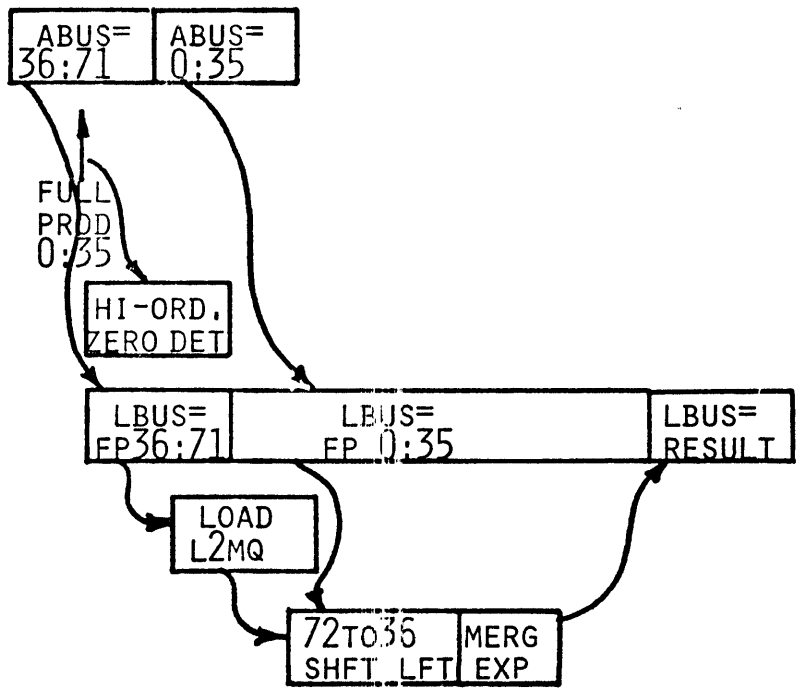 ABUS=
36:71
ABUS=
0:35
FULL
PROD
0:35
HI-ORD.
ZERO DET
LBUS=
FP36:71
LBUS=
FP 0:35
LBUS=
RESULT
LOAD
L2MQ
72TO36
SHFT LFT
MERG
EXP